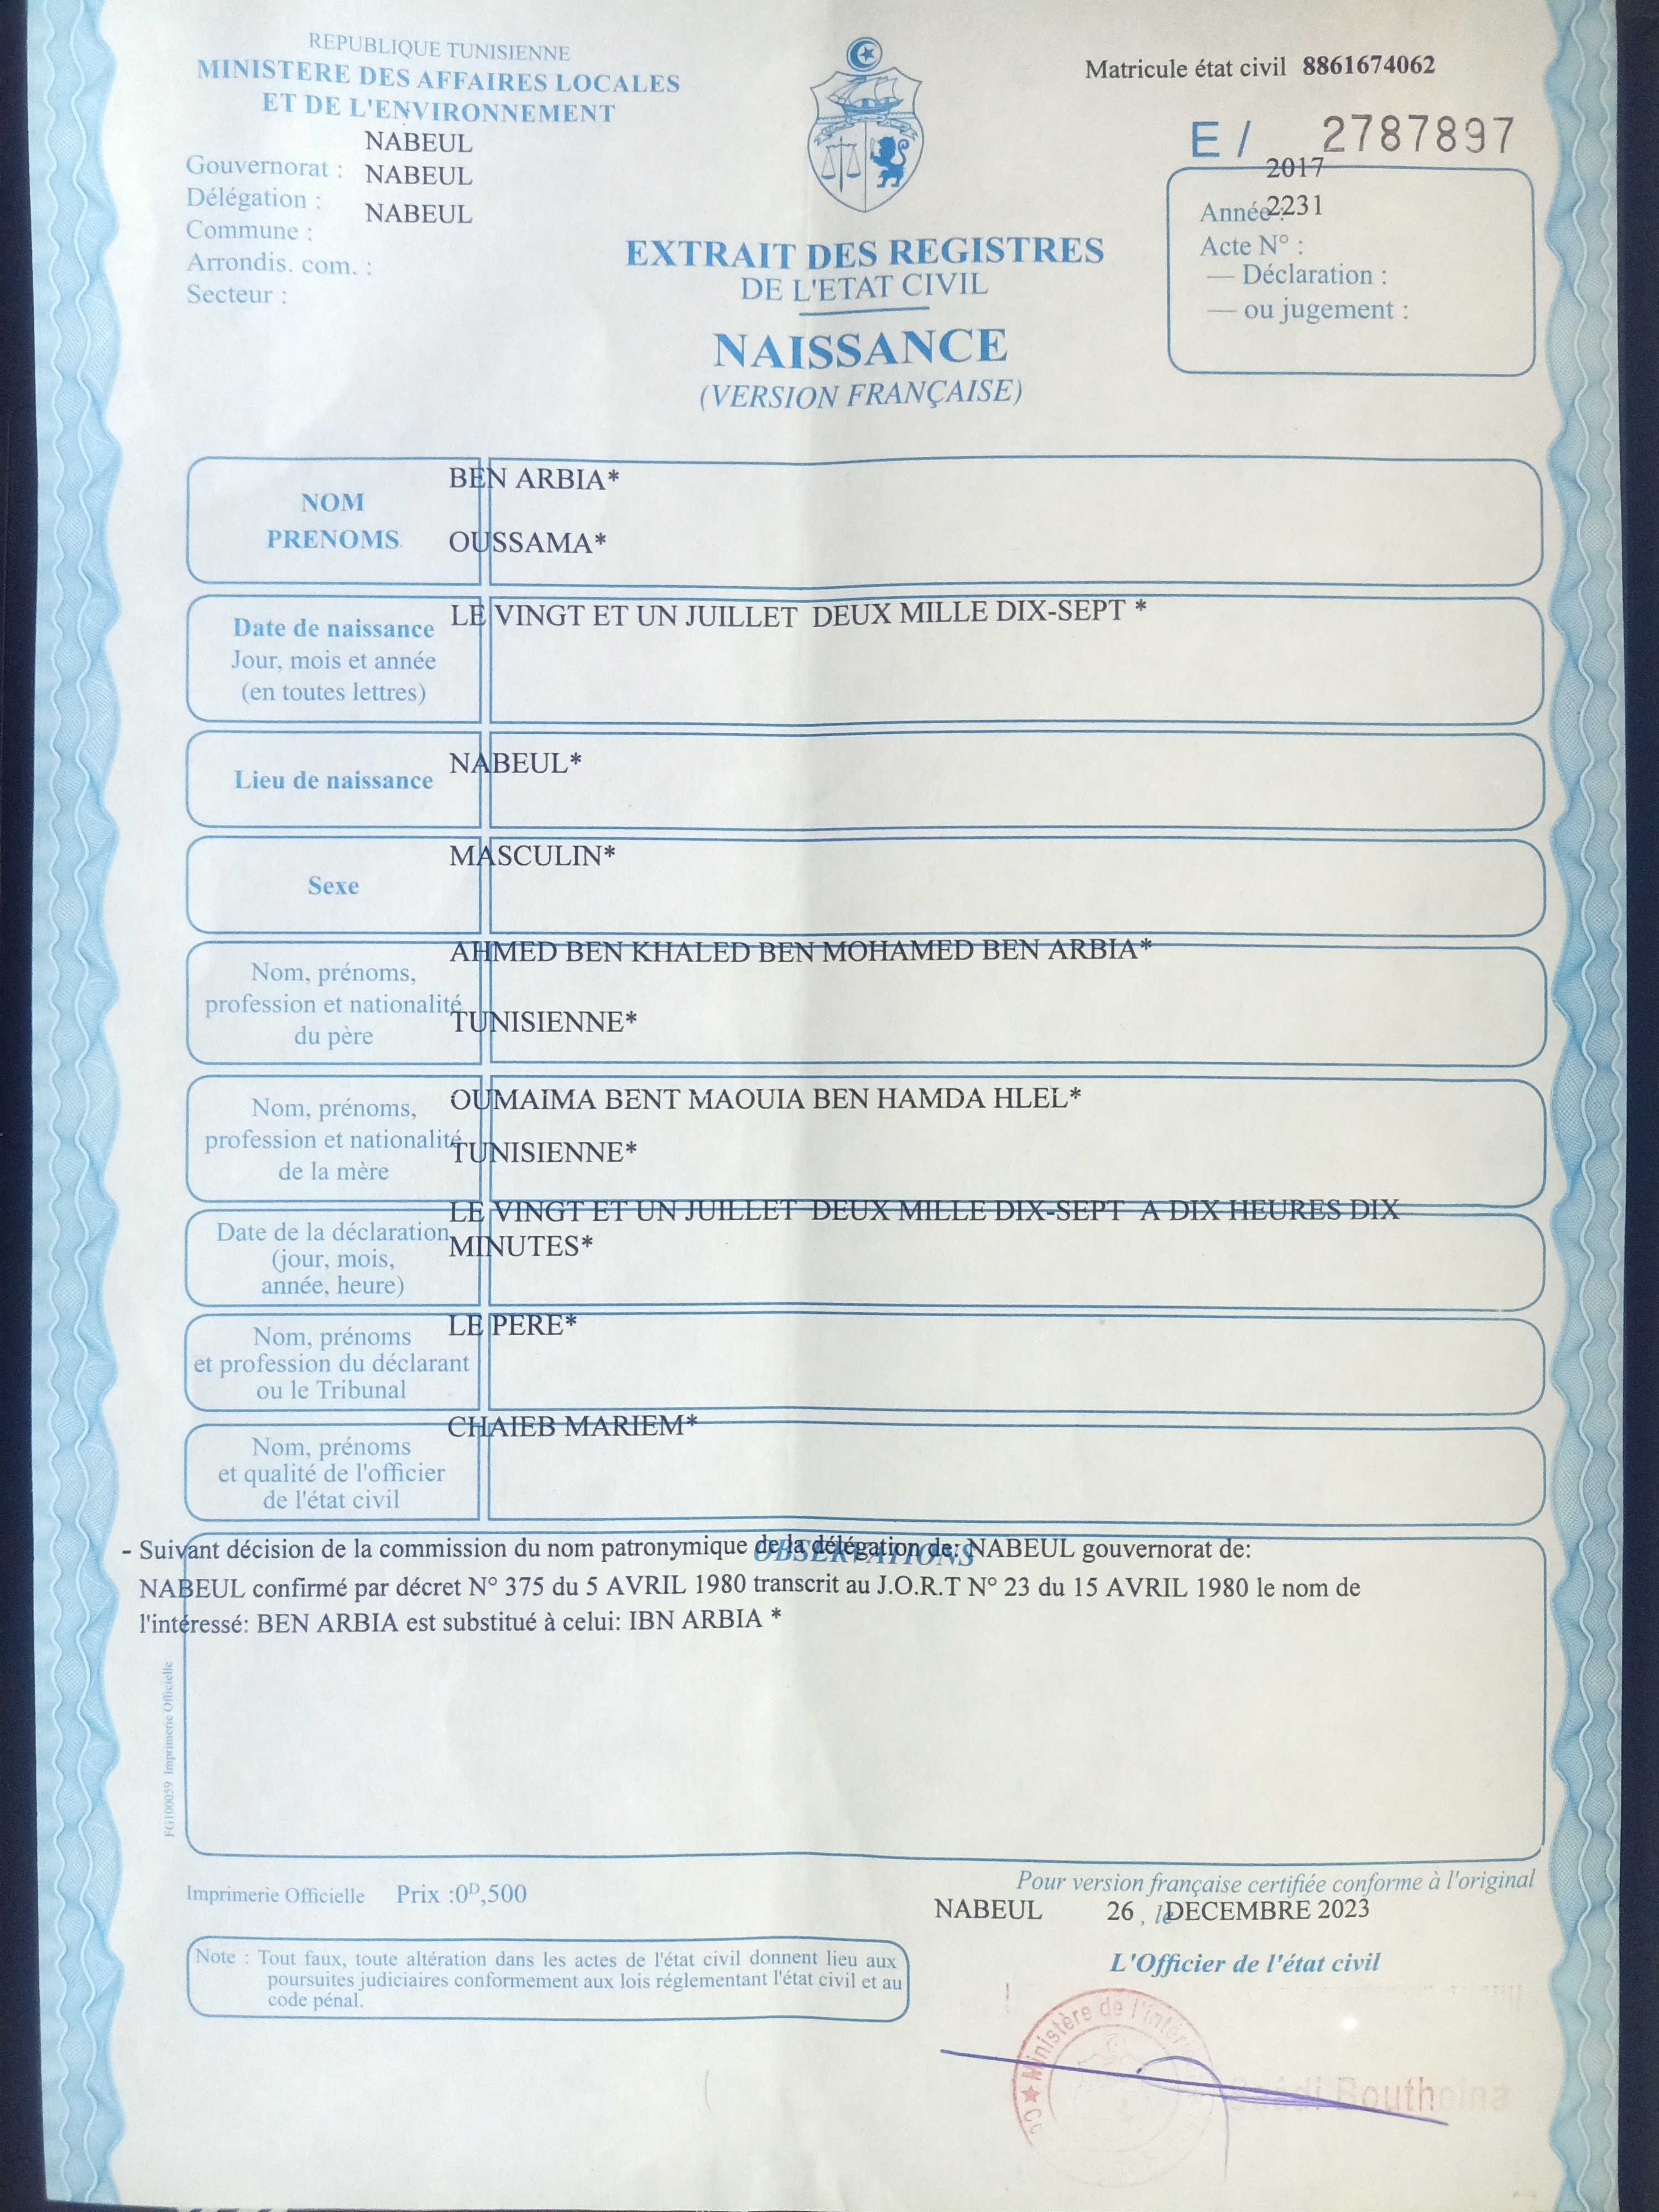 REPUBLIQUE TUNISIENNE
MINISTERE DES AFFAIRES LOCALES
ET DE L'ENVIRONNEMENT
NABEUL
Gouvernorat : NABEUL
Délégation :
NABEUL
Commune :
Arrondis. com. :
Secteur :
Matricule état civil 8861674062
E / 2787897
2017
Année : 2231
Acte N° :
— Déclaration :
— ou jugement :
EXTRAIT DES REGISTRES
DE L'ETAT CIVIL
NAISSANCE
(VERSION FRANÇAISE)
NOM
PRENOMS
BEN ARBIA*
OUSSAMA*
Date de naissance
Jour, mois et année
(en toutes lettres)
LE VINGT ET UN JUILLET DEUX MILLE DIX-SEPT *
Lieu de naissance
NABEUL*
Sexe
MASCULIN*
Nom, prénoms,
profession et nationalité
du père
AHMED BEN KHALED BEN MOHAMED BEN ARBIA*
TUNISIENNE*
Nom, prénoms,
profession et nationalité
de la mère
OUMAIMA BENT MAOUIA BEN HAMDA HLEL*
TUNISIENNE*
Date de la déclaration
(jour, mois,
année, heure)
LE VINGT ET UN JUILLET DEUX MILLE DIX-SEPT A DIX HEURES DIX
MINUTES*
Nom, prénoms
et profession du déclarant
ou le Tribunal
LE PERE*
Nom, prénoms
et qualité de l'officier
de l'état civil
CHAIEB MARIEM*
OBSERVATIONS
- Suivant décision de la commission du nom patronymique de la délégation de: NABEUL gouvernorat de:
NABEUL confirmé par décret N° 375 du 5 AVRIL 1980 transcrit au J.O.R.T N° 23 du 15 AVRIL 1980 le nom de
l'intéressé: BEN ARBIA est substitué à celui: IBN ARBIA *
FG100059 Imprimerie Officielle
Imprimerie Officielle Prix :0D,500
Pour version française certifiée conforme à l'original
NABEUL 26 , le DECEMBRE 2023
L'Officier de l'état civil
Note : Tout faux, toute altération dans les actes de l'état civil donnent lieu aux
poursuites judiciaires conformement aux lois réglementant l'état civil et au
code pénal.
Ministère de l'intér
Boutheina